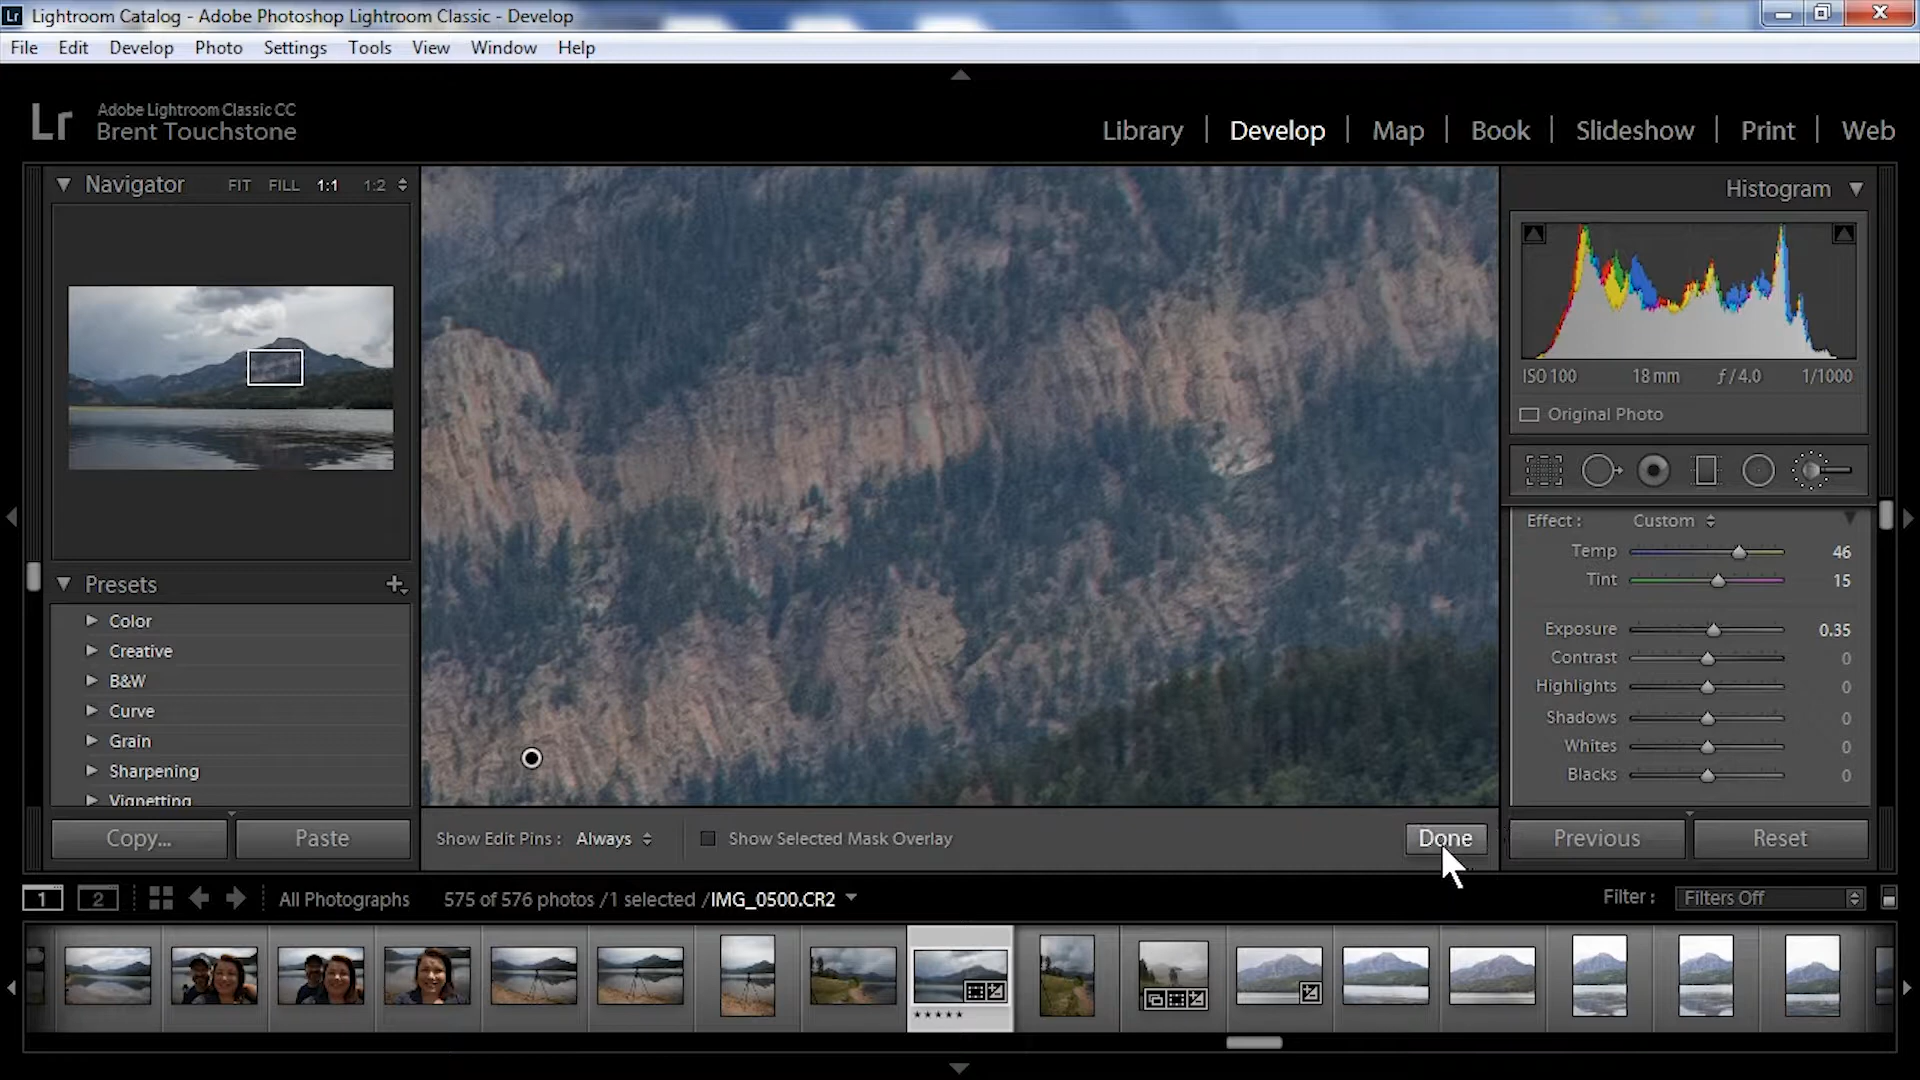 Lr Lightroom Catalog - Adobe Photoshop Lightroom Classic - Develop
File Edit Develop Photo Settings Tools View Window Help
Lr Adobe Lightroom Classic CC
Brent Touchstone
Library | Develop | Map | Book | Slideshow | Print | Web
Navigator FIT FILL 1:1 1:2
Histogram
ISO 100 18 mm ƒ / 4.0 1/1000
Original Photo
Effect : Custom
Temp 46
Tint 15
Exposure 0.35
Contrast 0
Highlights 0
Shadows 0
Whites 0
Blacks 0
Presets
Color
Creative
B&W
Curve
Grain
Sharpening
Vignetting
Copy... Paste
Show Edit Pins : Always Show Selected Mask Overlay Done
Previous Reset
1 2 All Photographs 575 of 576 photos /1 selected /IMG_0500.CR2
Filter : Filters Off